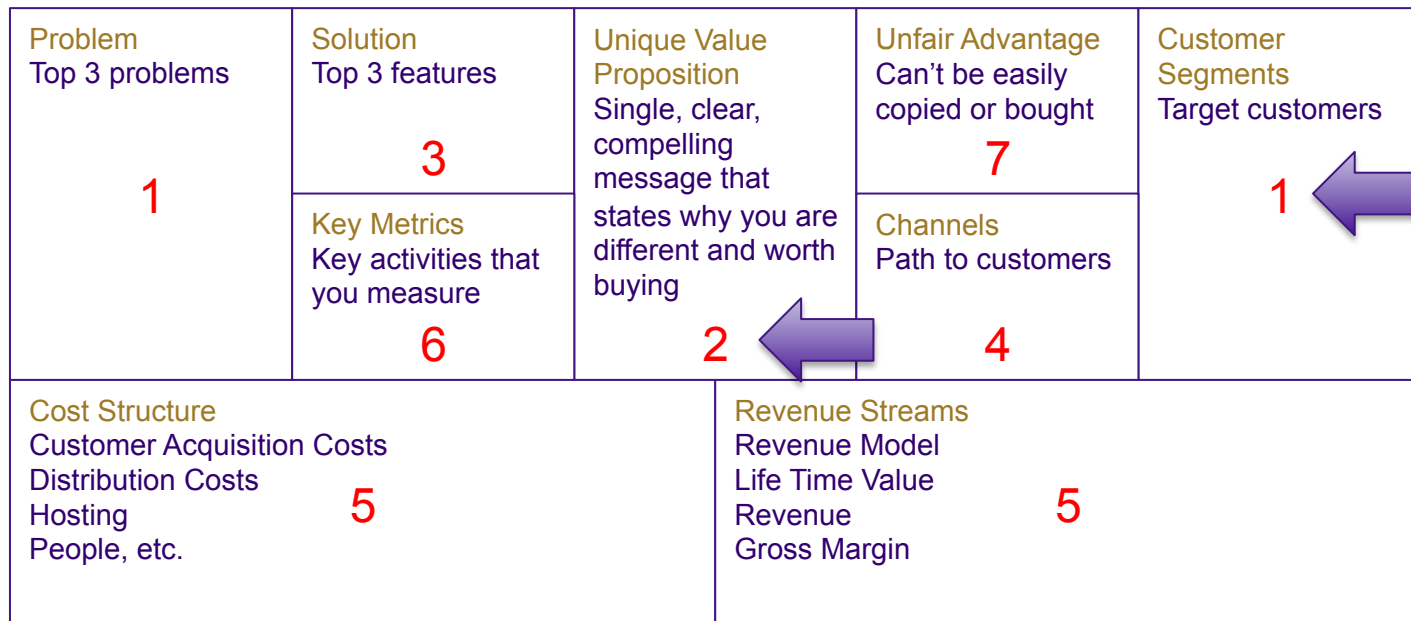 Problem
Top 3 problems
1
Solution
Top 3 features
3
Key Metrics
Key activities that
you measure
6
Unique Value
Proposition
Single, clear,
compelling
message that
states why you are
different and worth
buying
2
Unfair Advantage
Can’t be easily
copied or bought
7
Channels
Path to customers
4
Customer
Segments
Target customers
1
Cost Structure
Customer Acquisition Costs
Distribution Costs
Hosting
People, etc.
5
Revenue Streams
Revenue Model
Life Time Value
Revenue
Gross Margin
5